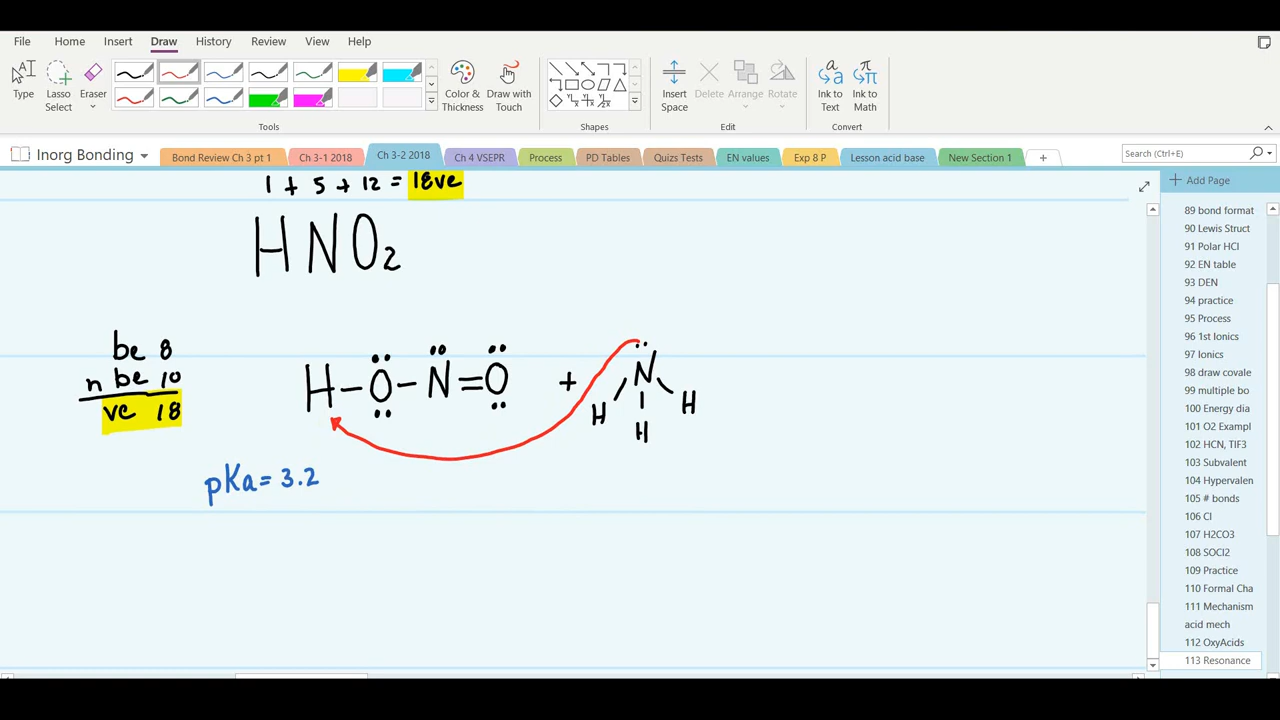 File Home Insert Draw History Review View Help
Type Lasso Select Eraser Color & Thickness Draw with Touch Insert Space Delete Arrange Rotate Ink to Text Ink to Math
Tools Shapes Edit Convert
Inorg Bonding Bond Review Ch 3 pt 1 Ch 3-1 2018 Ch 3-2 2018 Ch 4 VSEPR Process PD Tables Quizs Tests EN values Exp 8 P Lesson acid base New Section 1 Search (Ctrl+E)
Add Page
1 + 5 + 12 = 18ve
HNO2
be 8
n be 10
ve 18
H–O–N=O + N
H H
H
pKa = 3.2
89 bond format
90 Lewis Struct
91 Polar HCl
92 EN table
93 DEN
94 practice
95 Process
96 1st Ionics
97 Ionics
98 draw covale
99 multiple bo
100 Energy dia
101 O2 Exampl
102 HCN, TIF3
103 Subvalent
104 Hypervalen
105 # bonds
106 CI
107 H2CO3
108 SOCl2
109 Practice
110 Formal Cha
111 Mechanism
acid mech
112 OxyAcids
113 Resonance